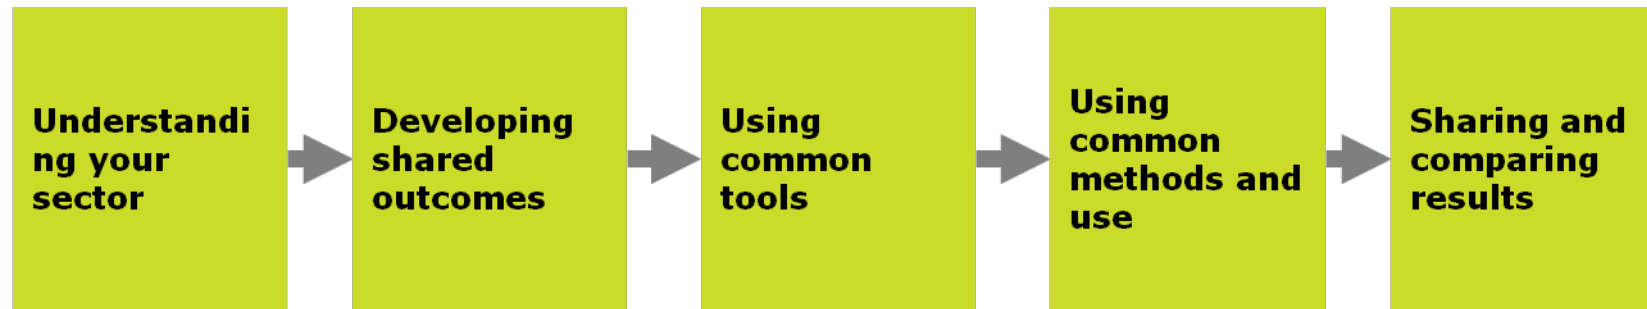 Understandi
ng your
sector
Developing
shared
outcomes
Using
common
tools
Using
common
methods and
use
Sharing and
comparing
results